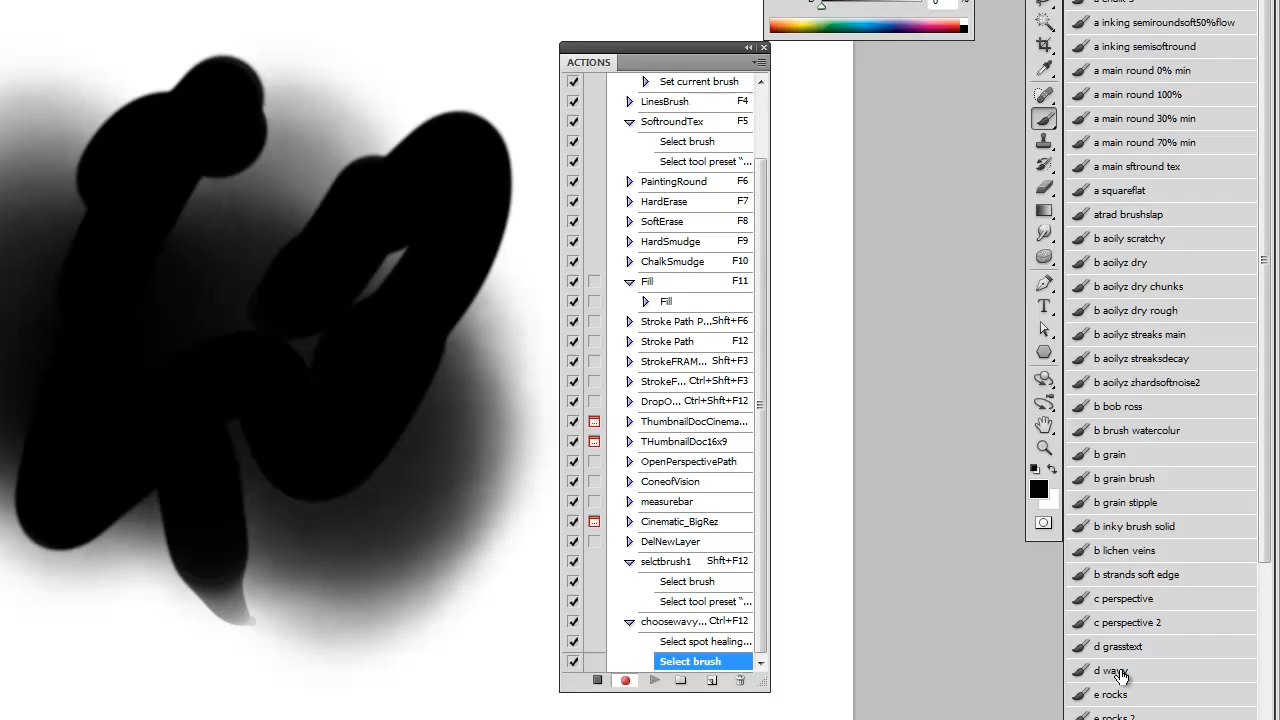 %
ACTIONS
Set current brush
LinesBrush F4
SoftroundTex F5
Select brush
Select tool preset “...
PaintingRound F6
HardErase F7
SoftErase F8
HardSmudge F9
ChalkSmudge F10
Fill F11
Fill
Stroke Path P...Shft+F6
Stroke Path F12
StrokeFRAM... Shft+F3
StrokeF... Ctrl+Shft+F3
DropO... Ctrl+Shft+F12
ThumbnailDocCinema...
THumbnailDoc16x9
OpenPerspectivePath
ConeofVision
measurebar
Cinematic_BigRez
DelNewLayer
selctbrush1 Shft+F12
Select brush
Select tool preset “...
choosewavy... Ctrl+F12
Select spot healing...
Select brush
a inking semiroundsoft50%flow
a inking semisoftround
a main round 0% min
a main round 100%
a main round 30% min
a main round 70% min
a main sftround tex
a squareflat
atrad brushslap
b aoily scratchy
b aoilyz dry
b aoilyz dry chunks
b aoilyz dry rough
b aoilyz streaks main
b aoilyz streaksdecay
b aoilyz zhardsoftnoise2
b bob ross
b brush watercolur
b grain
b grain brush
b grain stipple
b inky brush solid
b lichen veins
b strands soft edge
c perspective
c perspective 2
d grasstext
d wavy
e rocks
e rocks 2